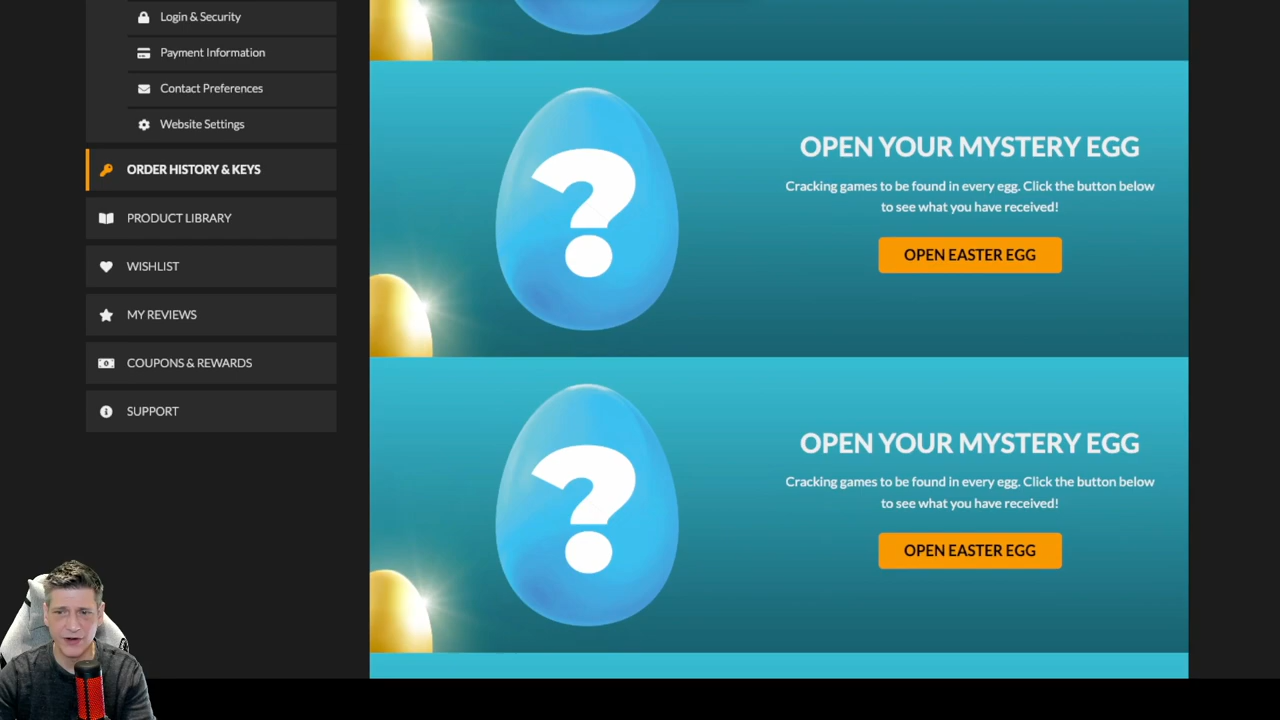 Login & Security
Payment Information
Contact Preferences
Website Settings
ORDER HISTORY & KEYS
PRODUCT LIBRARY
WISHLIST
MY REVIEWS
COUPONS & REWARDS
SUPPORT
?
OPEN YOUR MYSTERY EGG
Cracking games to be found in every egg. Click the button below
to see what you have received!
OPEN EASTER EGG
?
OPEN YOUR MYSTERY EGG
Cracking games to be found in every egg. Click the button below
to see what you have received!
OPEN EASTER EGG